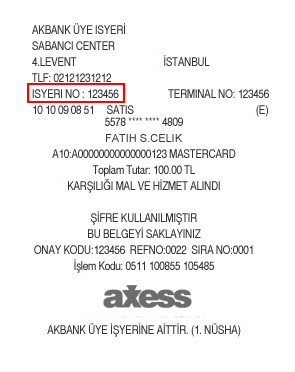 AKBANK ÜYE ISYERİ
SABANCI CENTER
4.LEVENT İSTANBUL
TLF: 02121231212
ISYERI NO : 123456 TERMINAL NO: 123456
10 10 09 08 51 SATIS (E)
5578 **** **** 4809
FATIH S.CELIK
A10:A0000000000000123 MASTERCARD
Toplam Tutar: 100.00 TL
KARŞILIĞI MAL VE HİZMET ALINDI
ŞİFRE KULLANILMIŞTIR
BU BELGEYİ SAKLAYINIZ
ONAY KODU:123456 REFNO:0022 SIRA NO:0001
İşlem Kodu: 0511 100855 105485
axess
AKBANK ÜYE İŞYERİNE AİTTİR. (1. NÜSHA)